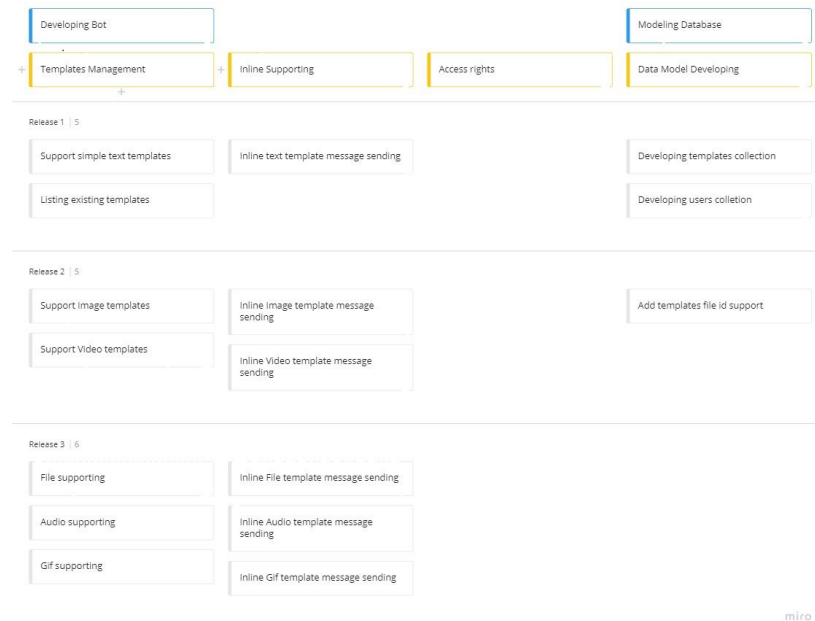 Developing Bot
Modeling Database
Templates Management
Inline Supporting
Access rights
Data Model Developing
Release 1 | 5
Support simple text templates
Inline text template message sending
Developing templates collection
Listing existing templates
Developing users colletion
Release 2 | 5
Support Image templates
Inline Image template message
sending
Add templates file id support
Support Video templates
Inline Video template message
sending
Release 3 | 6
File supporting
Inline File template message sending
Audio supporting
Inline Audio template message
sending
Gif supporting
Inline Gif template message sending
miro